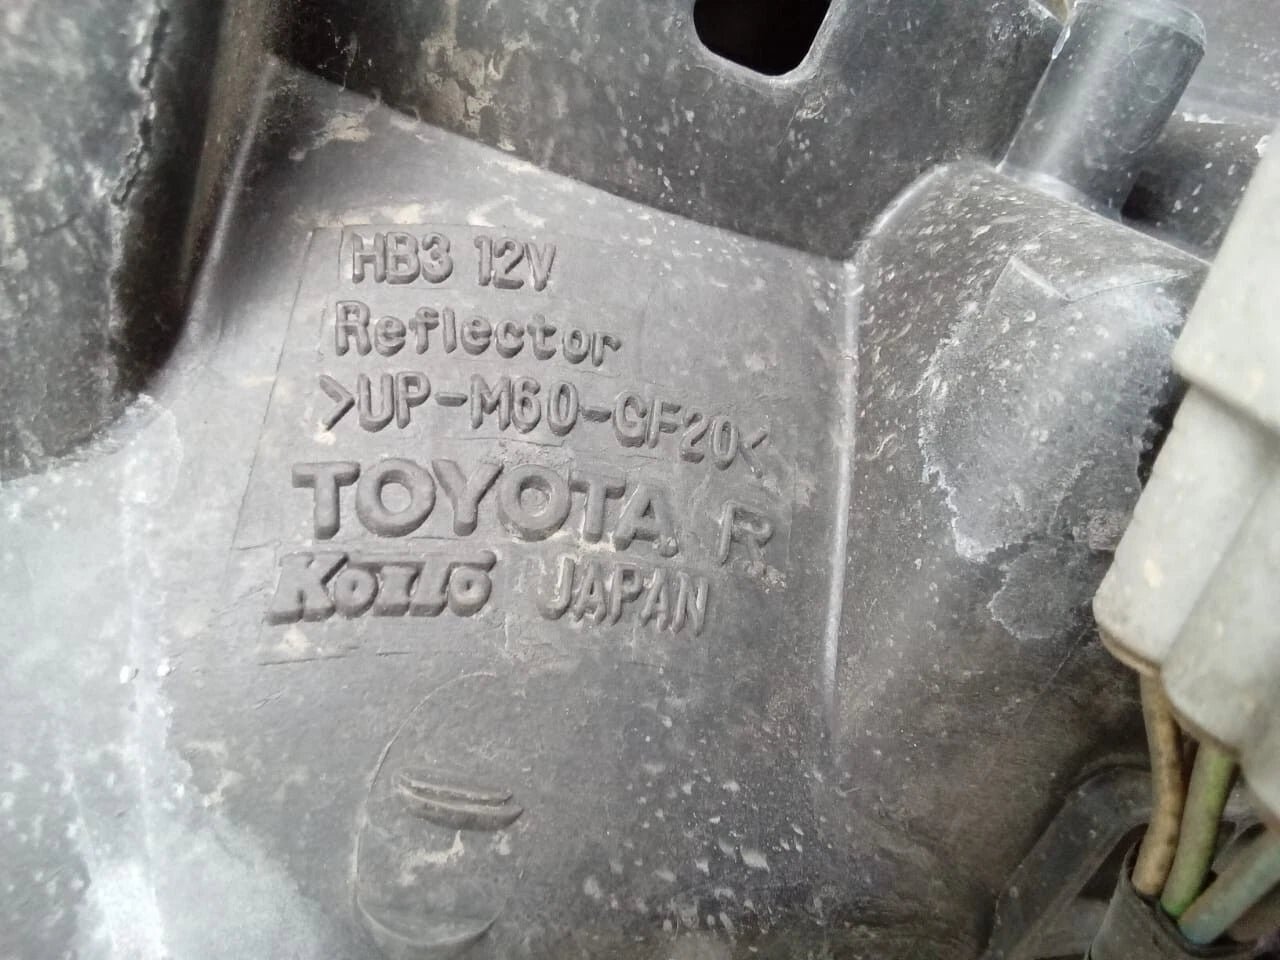 HB3 12V
Reflector
>UP-M60-GF20<
TOYOTA R
KOITO JAPAN